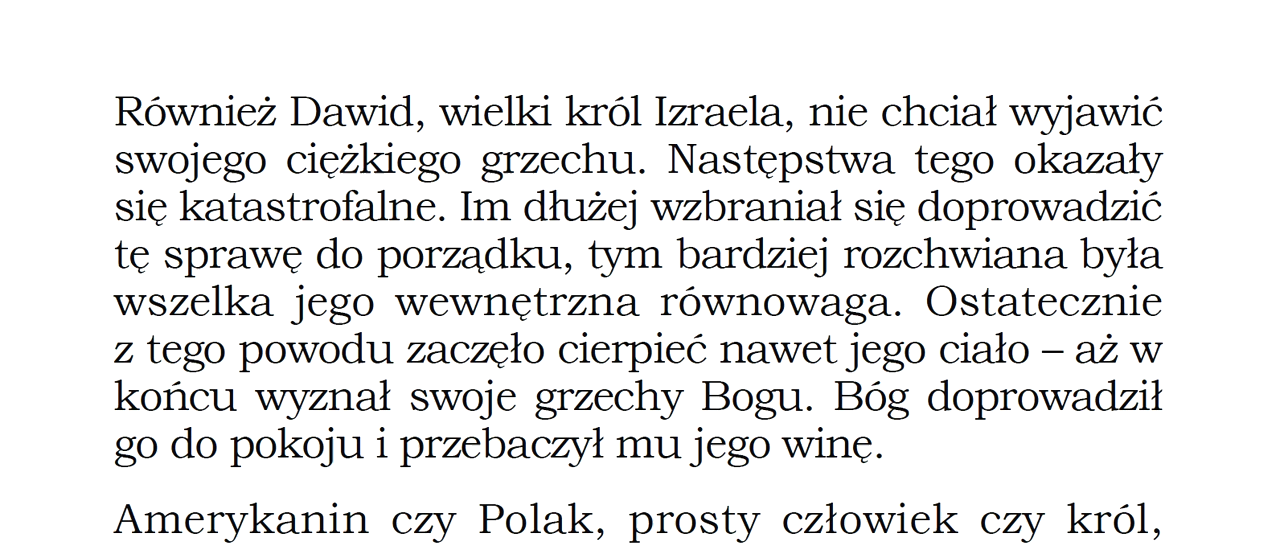 Również Dawid, wielki król Izraela, nie chciał wyjawić
swojego ciężkiego grzechu. Następstwa tego okazały
się katastrofalne. Im dłużej wzbraniał się doprowadzić
tę sprawę do porządku, tym bardziej rozchwiana była
wszelka jego wewnętrzna równowaga. Ostatecznie
z tego powodu zaczęło cierpieć nawet jego ciało – aż w
końcu wyznał swoje grzechy Bogu. Bóg doprowadził
go do pokoju i przebaczył mu jego winę.
Amerykanin czy Polak, prosty człowiek czy król,